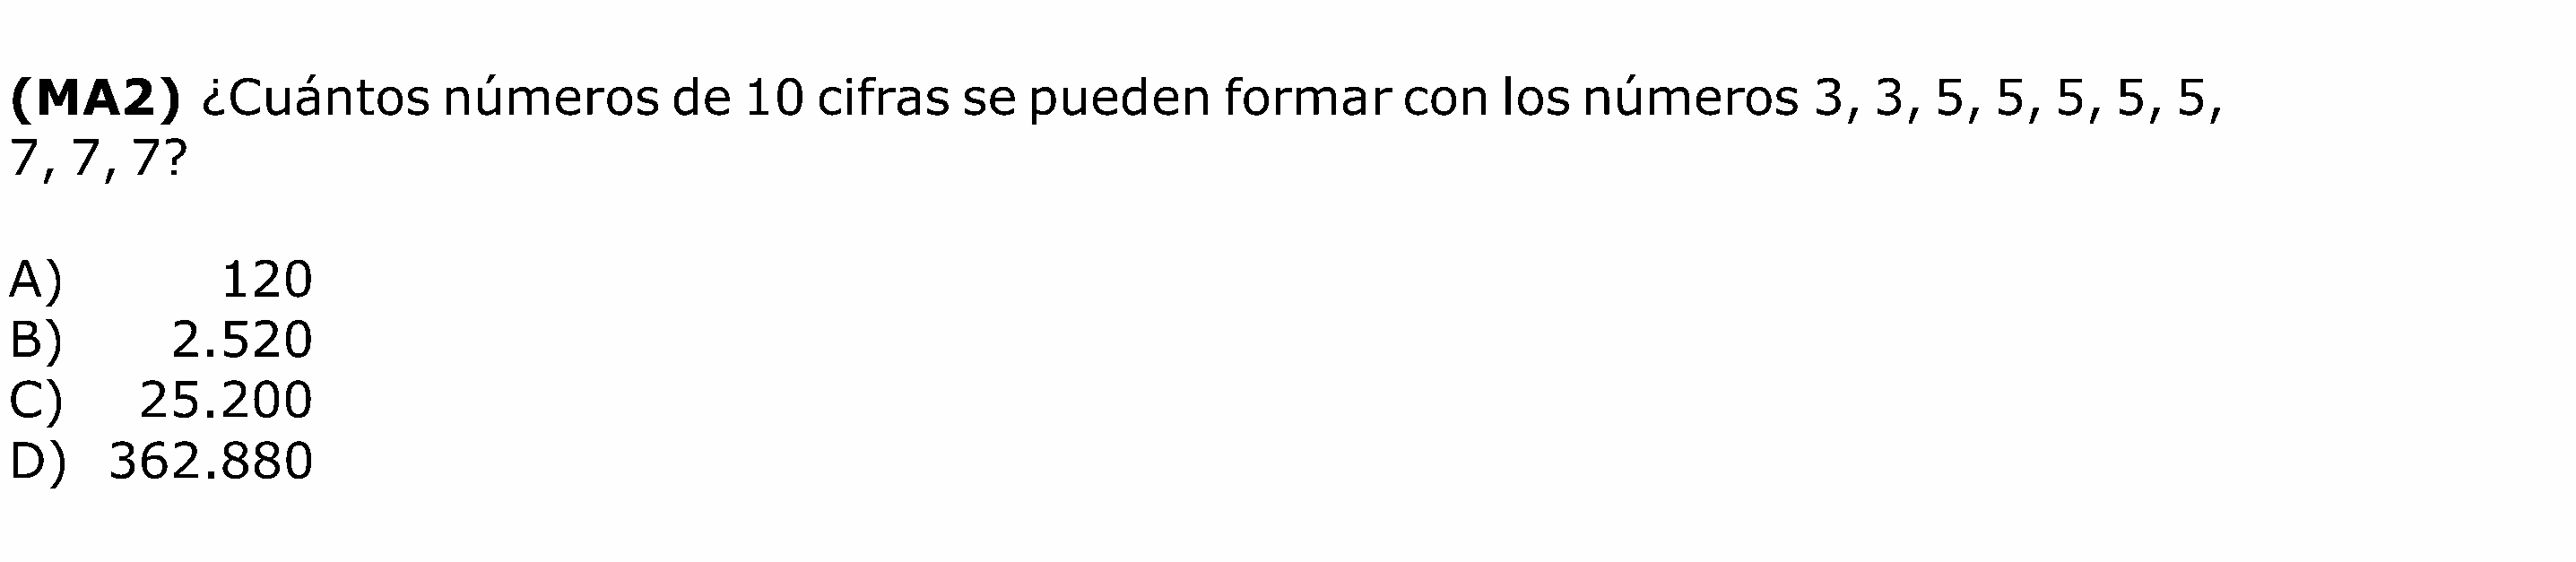 (MA2) ¿Cuántos números de 10 cifras se pueden formar con los números 3, 3, 5, 5, 5, 5, 5,
7, 7, 7?
A) 120
B) 2.520
C) 25.200
D) 362.880